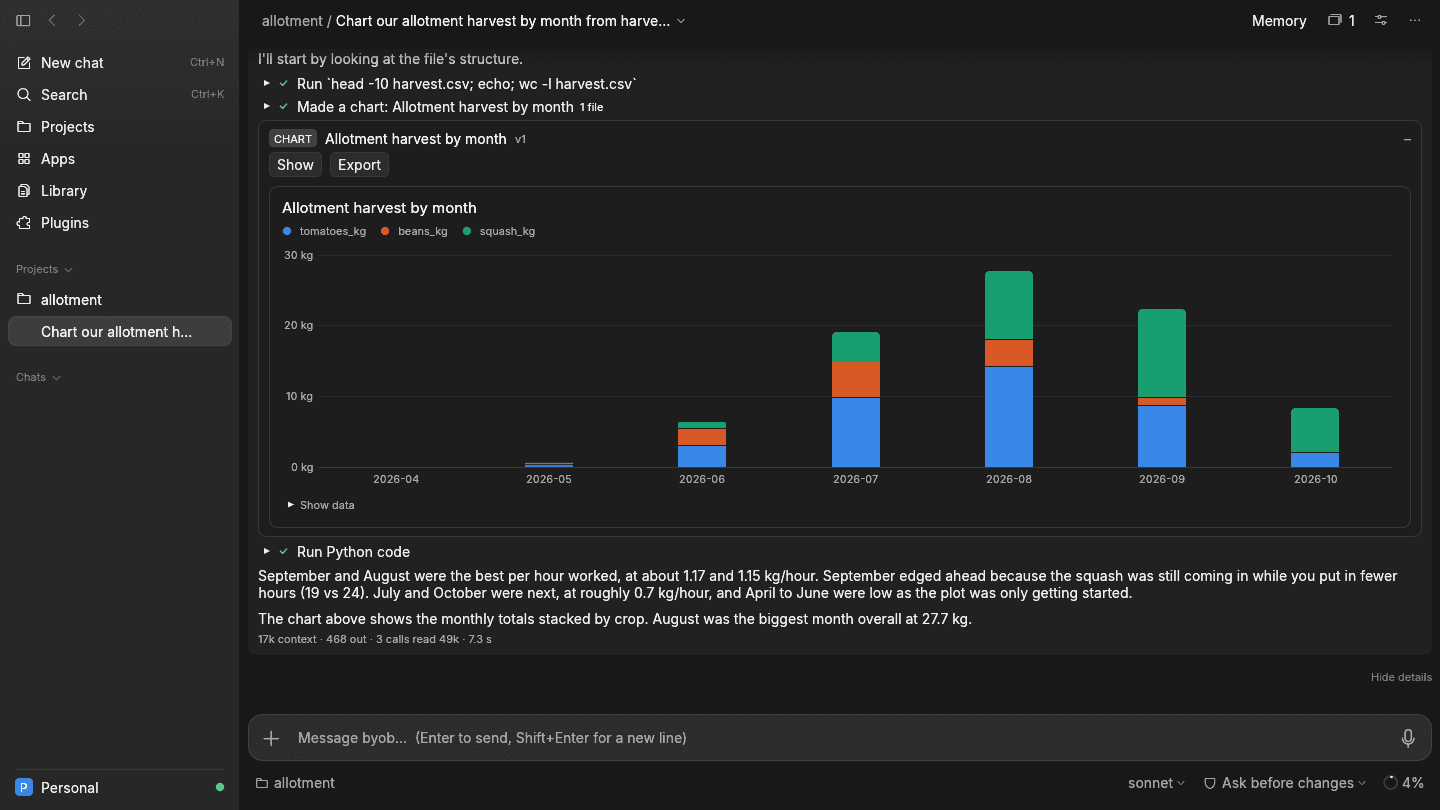 allotment / Chart our allotment harvest by month from harve...
Memory
1
New chat
Ctrl+N
Search
Ctrl+K
Projects
Apps
Library
Plugins
Projects
allotment
Chart our allotment h...
Chats
Personal
P
I'll start by looking at the file's structure.
Run `head -10 harvest.csv; echo; wc -l harvest.csv`
Made a chart: Allotment harvest by month 1 file
CHART Allotment harvest by month v1
Show Export
Allotment harvest by month
tomatoes_kg beans_kg squash_kg
30 kg
20 kg
10 kg
0 kg
2026-04 2026-05 2026-06 2026-07 2026-08 2026-09 2026-10
Show data
Run Python code
September and August were the best per hour worked, at about 1.17 and 1.15 kg/hour. September edged ahead because the squash was still coming in while you put in fewer
hours (19 vs 24). July and October were next, at roughly 0.7 kg/hour, and April to June were low as the plot was only getting started.
The chart above shows the monthly totals stacked by crop. August was the biggest month overall at 27.7 kg.
17k context · 468 out · 3 calls read 49k · 7.3 s
Hide details
Message byob... (Enter to send, Shift+Enter for a new line)
allotment
sonnet
Ask before changes
4%